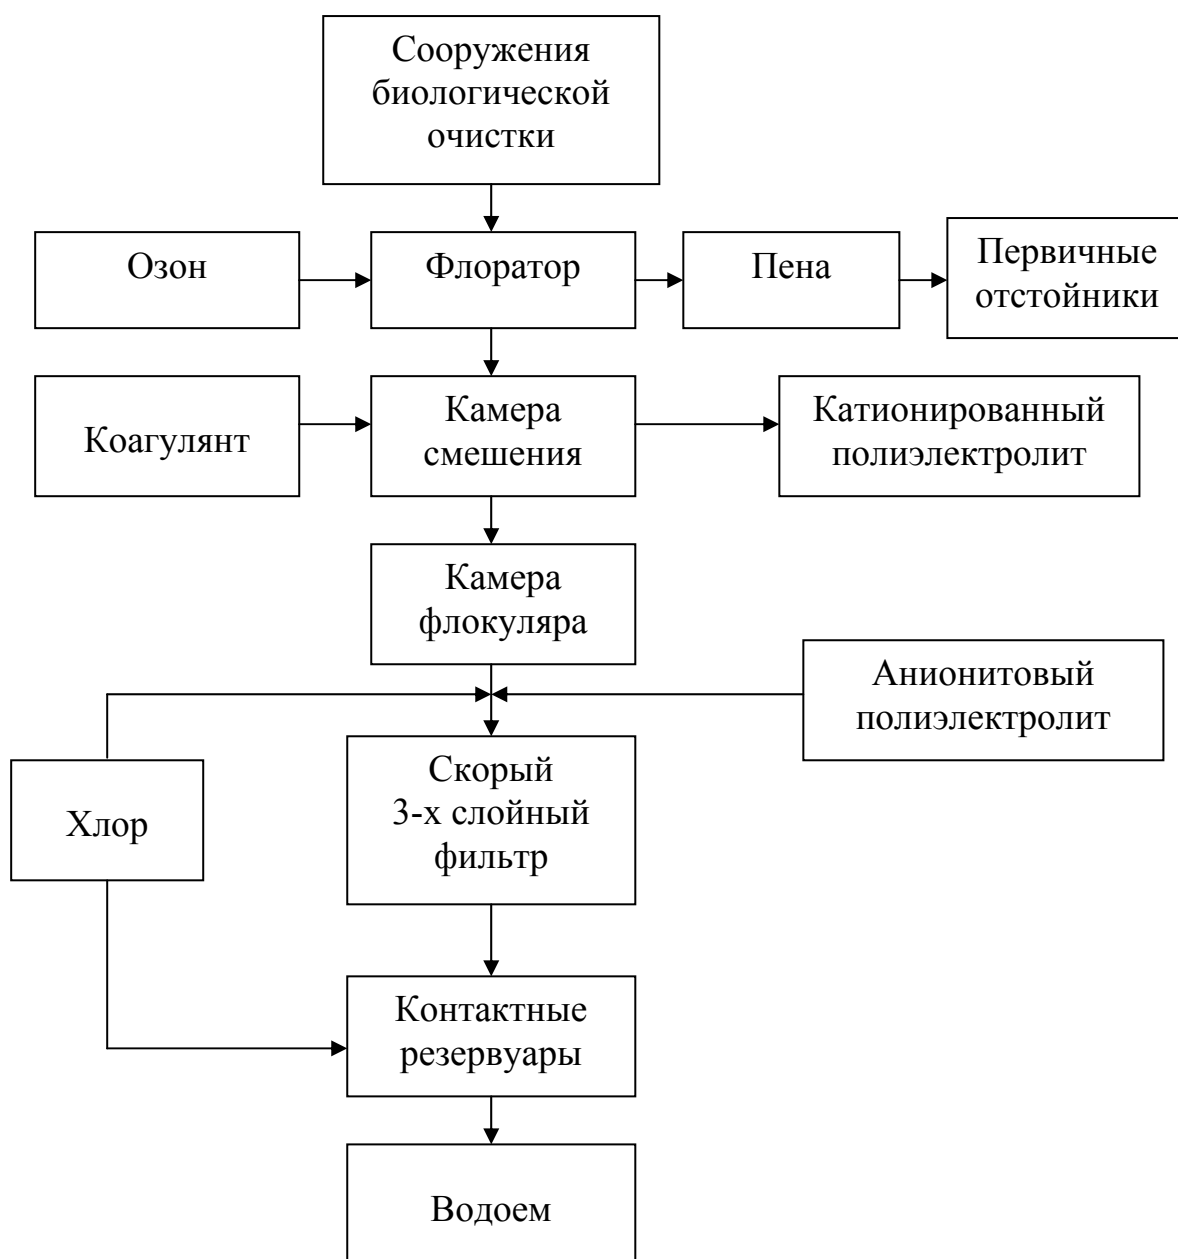 Сооружения
биологической
очистки
Озон
Флоратор
Пена
Первичные
отстойники
Коагулянт
Камера
смешения
Катионированный
полиэлектролит
Камера
флокуляра
Анионитовый
полиэлектролит
Хлор
Скорый
3-х слойный
фильтр
Контактные
резервуары
Водоем